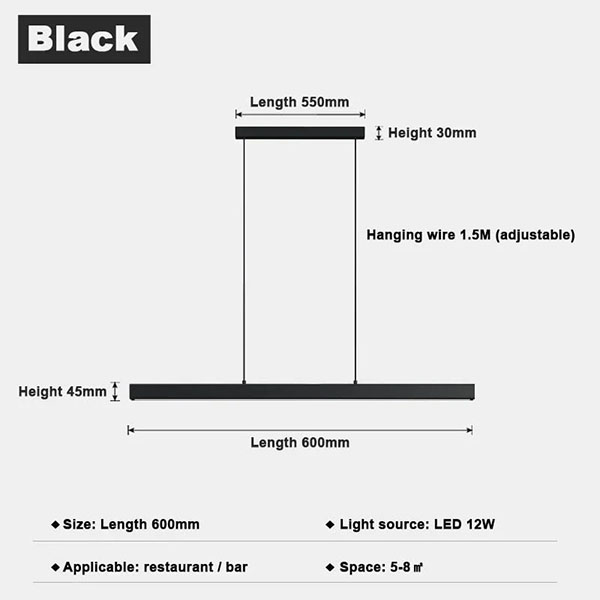 Black
Length 550mm
Height 30mm
Hanging wire 1.5M (adjustable)
Height 45mm
Length 600mm
◆Size: Length 600mm
◆Light source: LED 12W
◆Applicable: restaurant / bar
◆Space: 5-8㎡